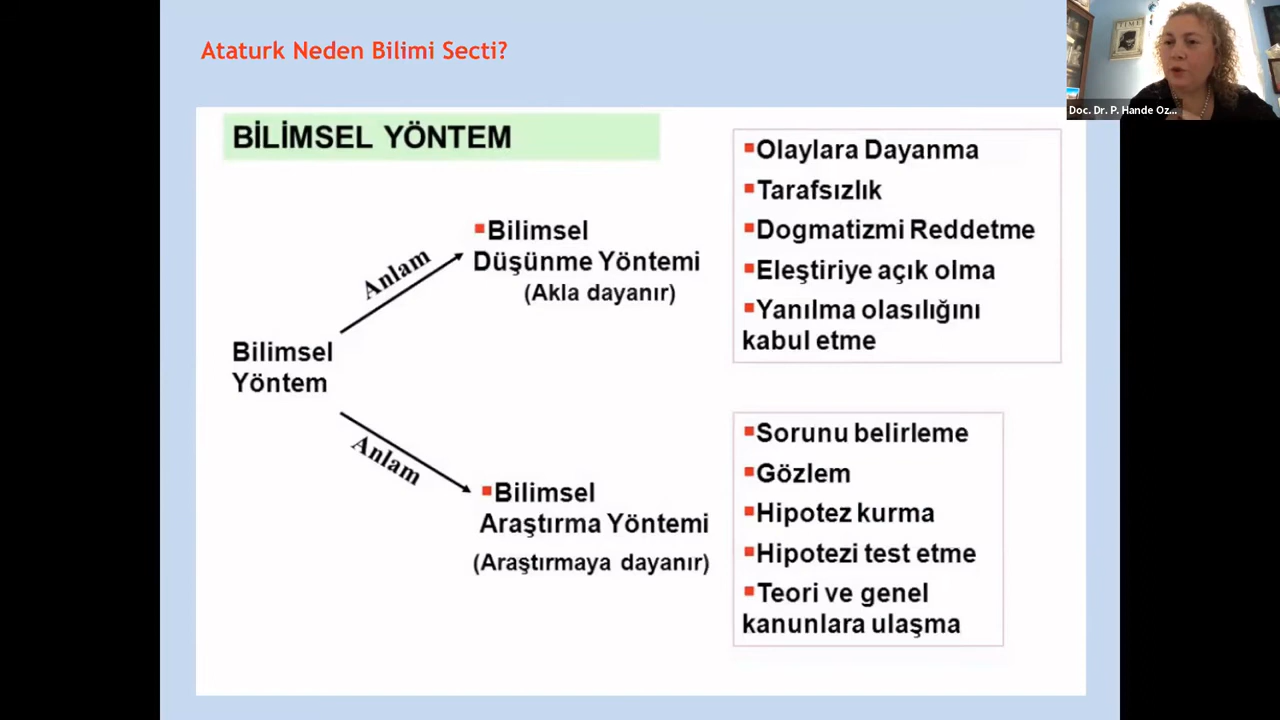 Ataturk Neden Bilimi Secti?
TIME
Doc. Dr. P. Hande Oz...
BİLİMSEL YÖNTEM
Bilimsel
Yöntem
Anlam
Bilimsel
Düşünme Yöntemi
(Akla dayanır)
Olaylara Dayanma
Tarafsızlık
Dogmatizmi Reddetme
Eleştiriye açık olma
Yanılma olasılığını
kabul etme
Anlam
Bilimsel
Araştırma Yöntemi
(Araştırmaya dayanır)
Sorunu belirleme
Gözlem
Hipotez kurma
Hipotezi test etme
Teori ve genel
kanunlara ulaşma